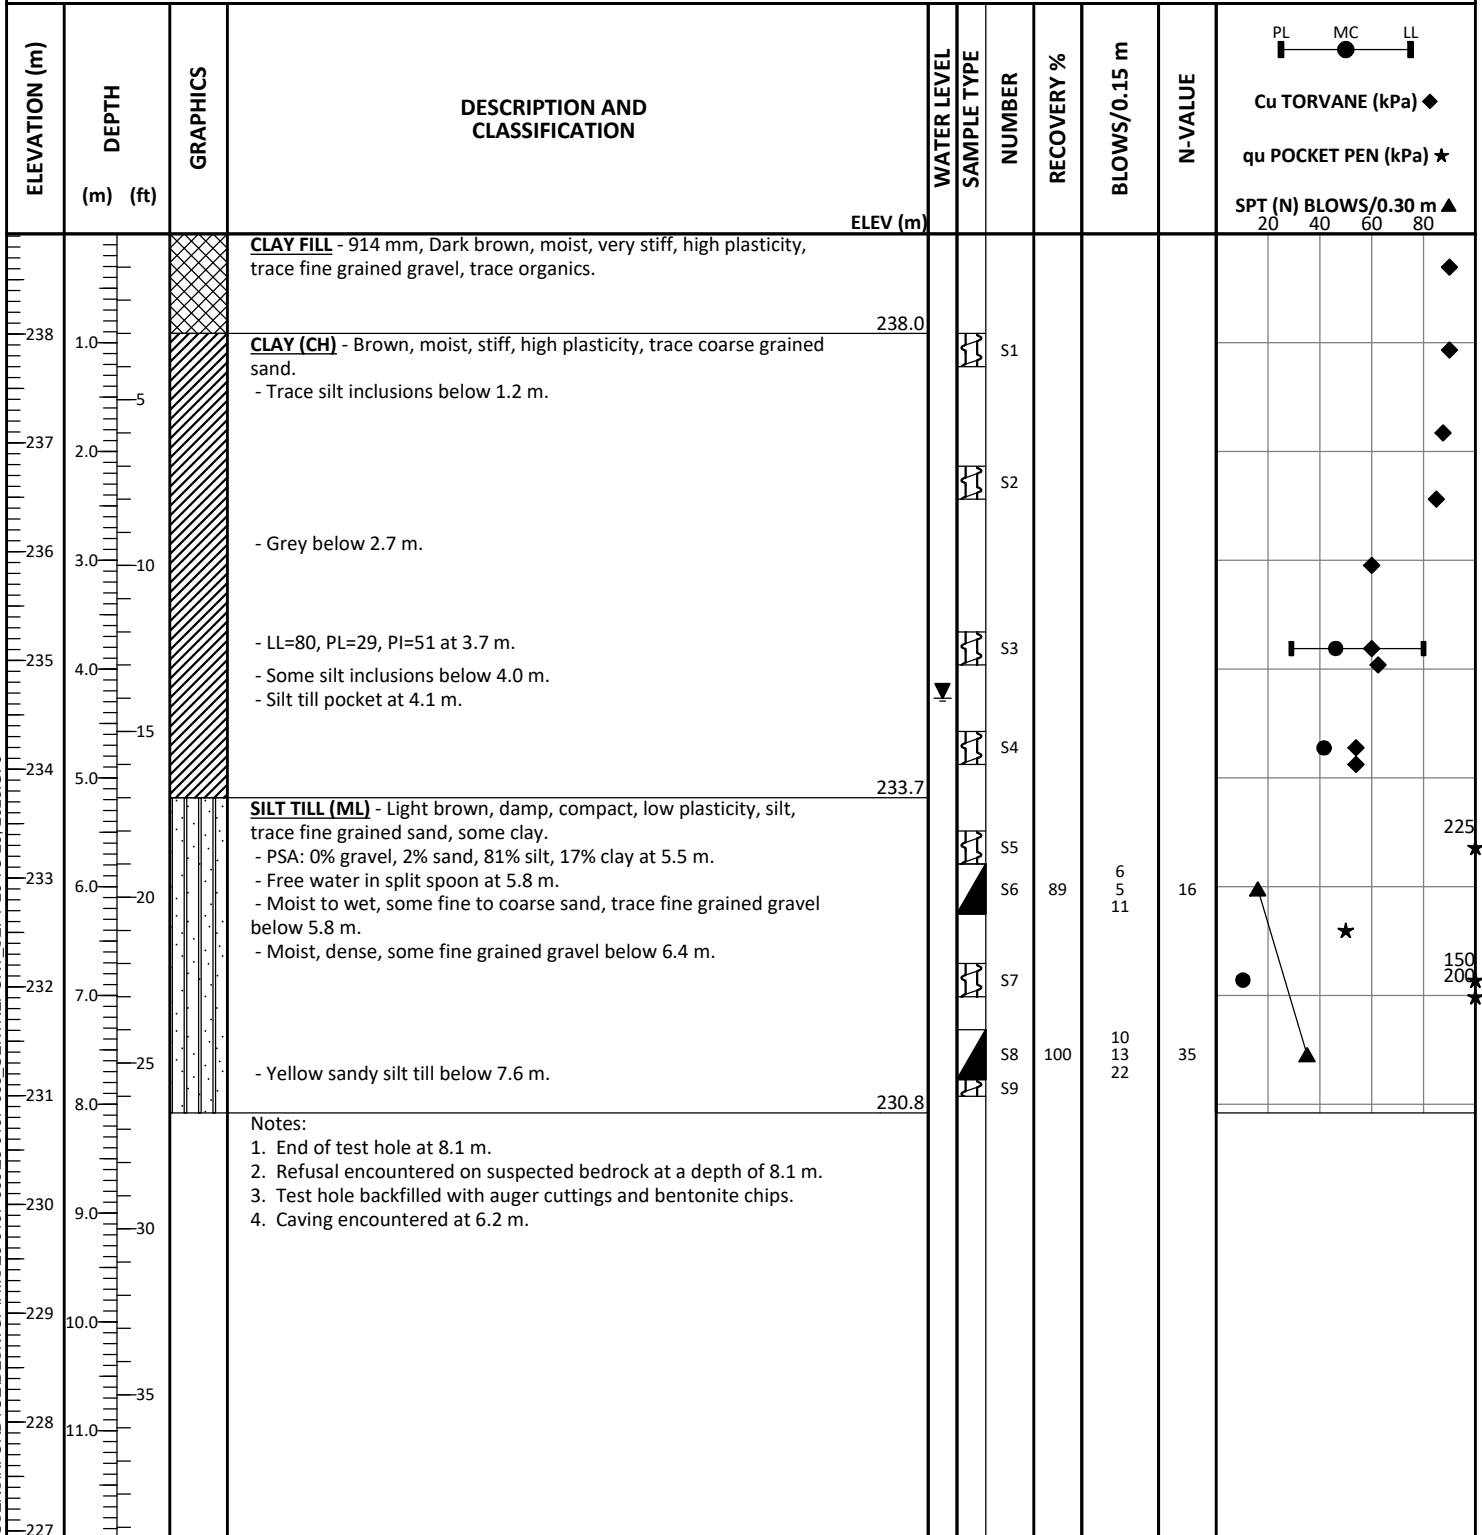 ELEVATION (m)
DEPTH
(m) (ft)
GRAPHICS
DESCRIPTION AND
CLASSIFICATION
ELEV (m)
WATER LEVEL
SAMPLE TYPE
NUMBER
RECOVERY %
BLOWS/0.15 m
N-VALUE
PL MC LL
Cu TORVANE (kPa)
qu POCKET PEN (kPa)
SPT (N) BLOWS/0.30 m
20 40 60 80
CLAY FILL - 914 mm, Dark brown, moist, very stiff, high plasticity,
trace fine grained gravel, trace organics.
238.0
238
1.0
CLAY (CH) - Brown, moist, stiff, high plasticity, trace coarse grained
sand.
S1
- Trace silt inclusions below 1.2 m.
5
237
2.0
S2
- Grey below 2.7 m.
236
3.0
10
- LL=80, PL=29, PI=51 at 3.7 m.
S3
235
4.0
- Some silt inclusions below 4.0 m.
- Silt till pocket at 4.1 m.
15
S4
234
5.0
233.7
SILT TILL (ML) - Light brown, damp, compact, low plasticity, silt,
trace fine grained sand, some clay.
225
- PSA: 0% gravel, 2% sand, 81% silt, 17% clay at 5.5 m.
S5
233
6.0
20
- Free water in split spoon at 5.8 m.
S6
89
6
5
11
16
- Moist to wet, some fine to coarse sand, trace fine grained gravel
below 5.8 m.
- Moist, dense, some fine grained gravel below 6.4 m.
150
200
232
7.0
S7
25
S8
100
10
13
22
35
- Yellow sandy silt till below 7.6 m.
S9
231
8.0
230.8
Notes:
1. End of test hole at 8.1 m.
2. Refusal encountered on suspected bedrock at a depth of 8.1 m.
3. Test hole backfilled with auger cuttings and bentonite chips.
4. Caving encountered at 6.2 m.
230
9.0
30
229
10.0
35
228
11.0
227